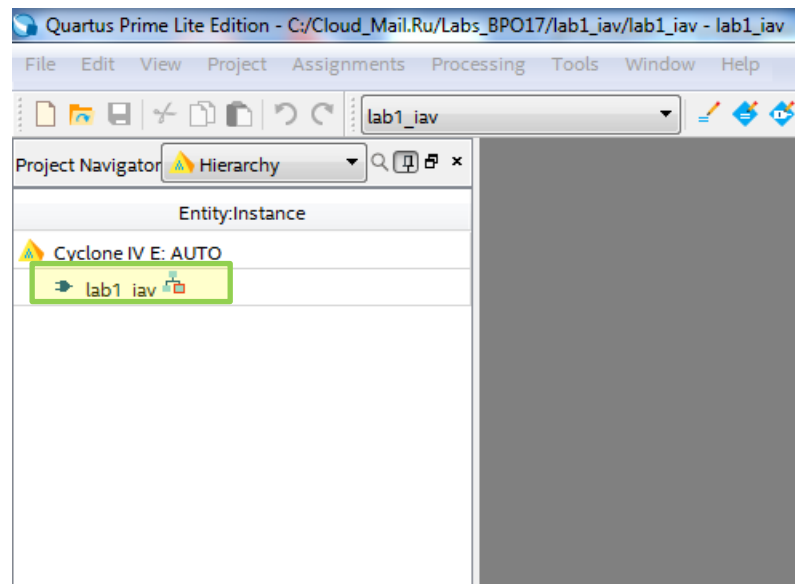 Quartus Prime Lite Edition - C:/Cloud_Mail.Ru/Labs_BPO17/lab1_iav/lab1_iav - lab1_iav
File Edit View Project Assignments Processing Tools Window Help
lab1_iav
Project Navigator Hierarchy
Entity:Instance
Cyclone IV E: AUTO
lab1_iav